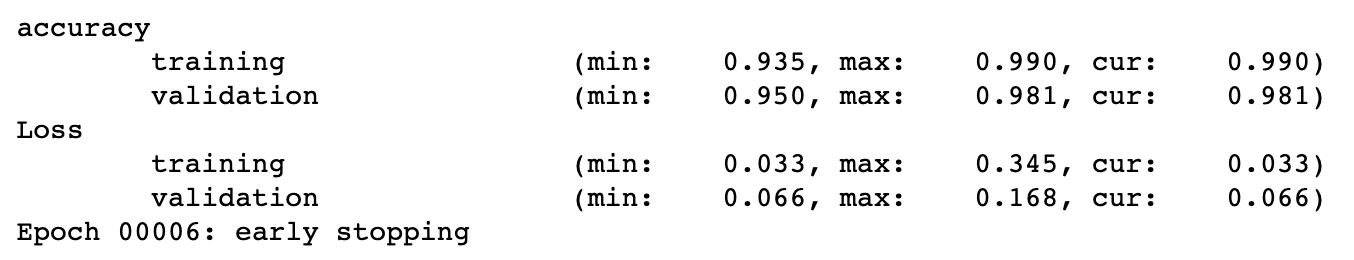 accuracy
training (min: 0.935, max: 0.990, cur: 0.990)
validation (min: 0.950, max: 0.981, cur: 0.981)
Loss
training (min: 0.033, max: 0.345, cur: 0.033)
validation (min: 0.066, max: 0.168, cur: 0.066)
Epoch 00006: early stopping